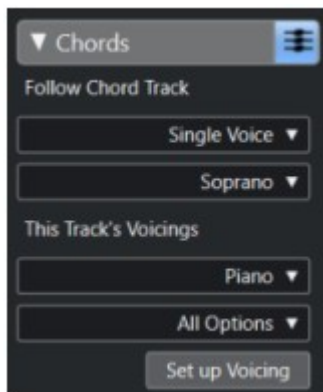 Chords
Follow Chord Track
Single Voice
Soprano
This Track's Voicings
Piano
All Options
Set up Voicing